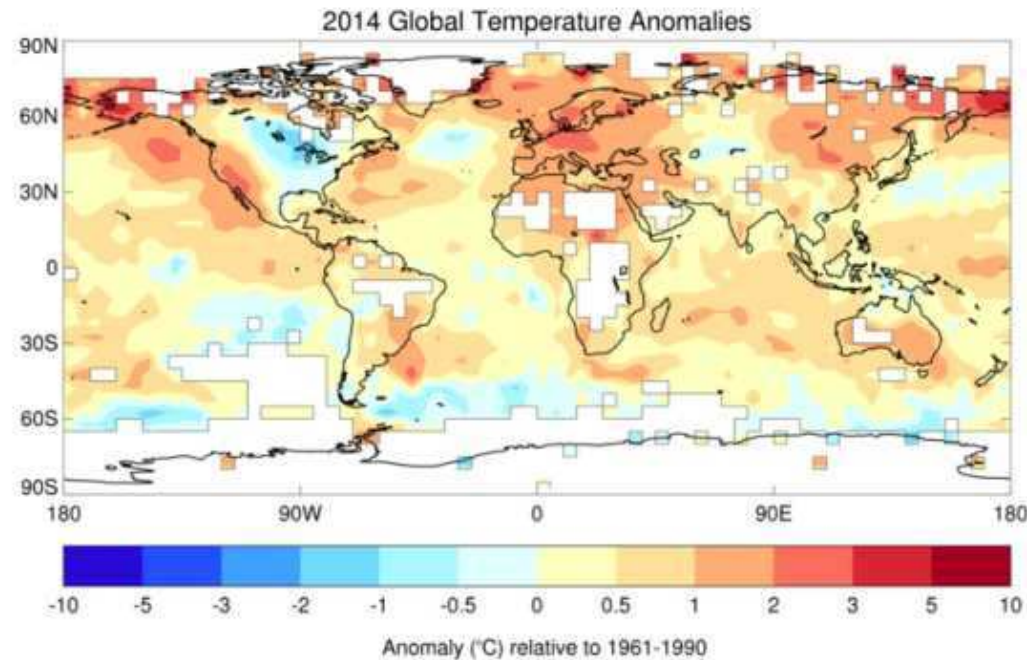 2014 Global Temperature Anomalies
90N
60N
30N
0
30S
60S
90S
180 90W 0 90E 180
-10 -5 -3 -2 -1 -0.5 0 0.5 1 2 3 5 10
Anomaly (°C) relative to 1961-1990